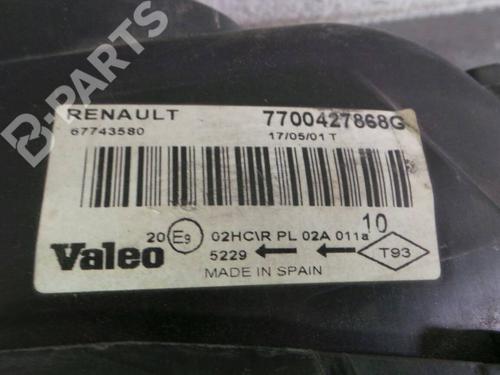 B-PARTS
RENAULT 7700427868G
67743580 17/05/01 T
20 E9 02HC\R PL 02A 011a 10
Valeo 5229 T93
MADE IN SPAIN